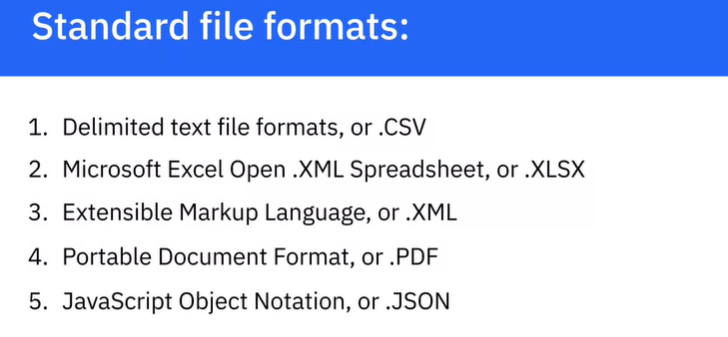 Standard file formats:
1. Delimited text file formats, or .CSV
2. Microsoft Excel Open .XML Spreadsheet, or .XLSX
3. Extensible Markup Language, or .XML
4. Portable Document Format, or .PDF
5. JavaScript Object Notation, or .JSON